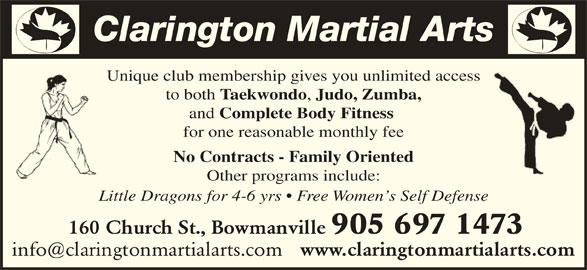 Clarington Martial Arts
Unique club membership gives you unlimited access
to both Taekwondo, Judo, Zumba,
and Complete Body Fitness
for one reasonable monthly fee
No Contracts - Family Oriented
Other programs include:
Little Dragons for 4-6 yrs • Free Women's Self Defense
160 Church St., Bowmanville 905 697 1473
info@claringtonmartialarts.com www.claringtonmartialarts.com